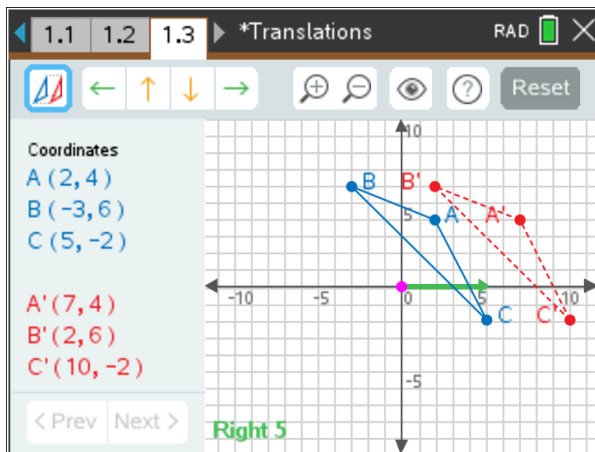 1.1 1.2 1.3 *Translations RAD
? Reset
Coordinates
A (2, 4)
B (-3, 6)
C (5, -2)
A' (7, 4)
B' (2, 6)
C' (10, -2)
< Prev Next >
10
B B'
5 A A'
-10 -5 0 5 10
C C'
-5
Right 5